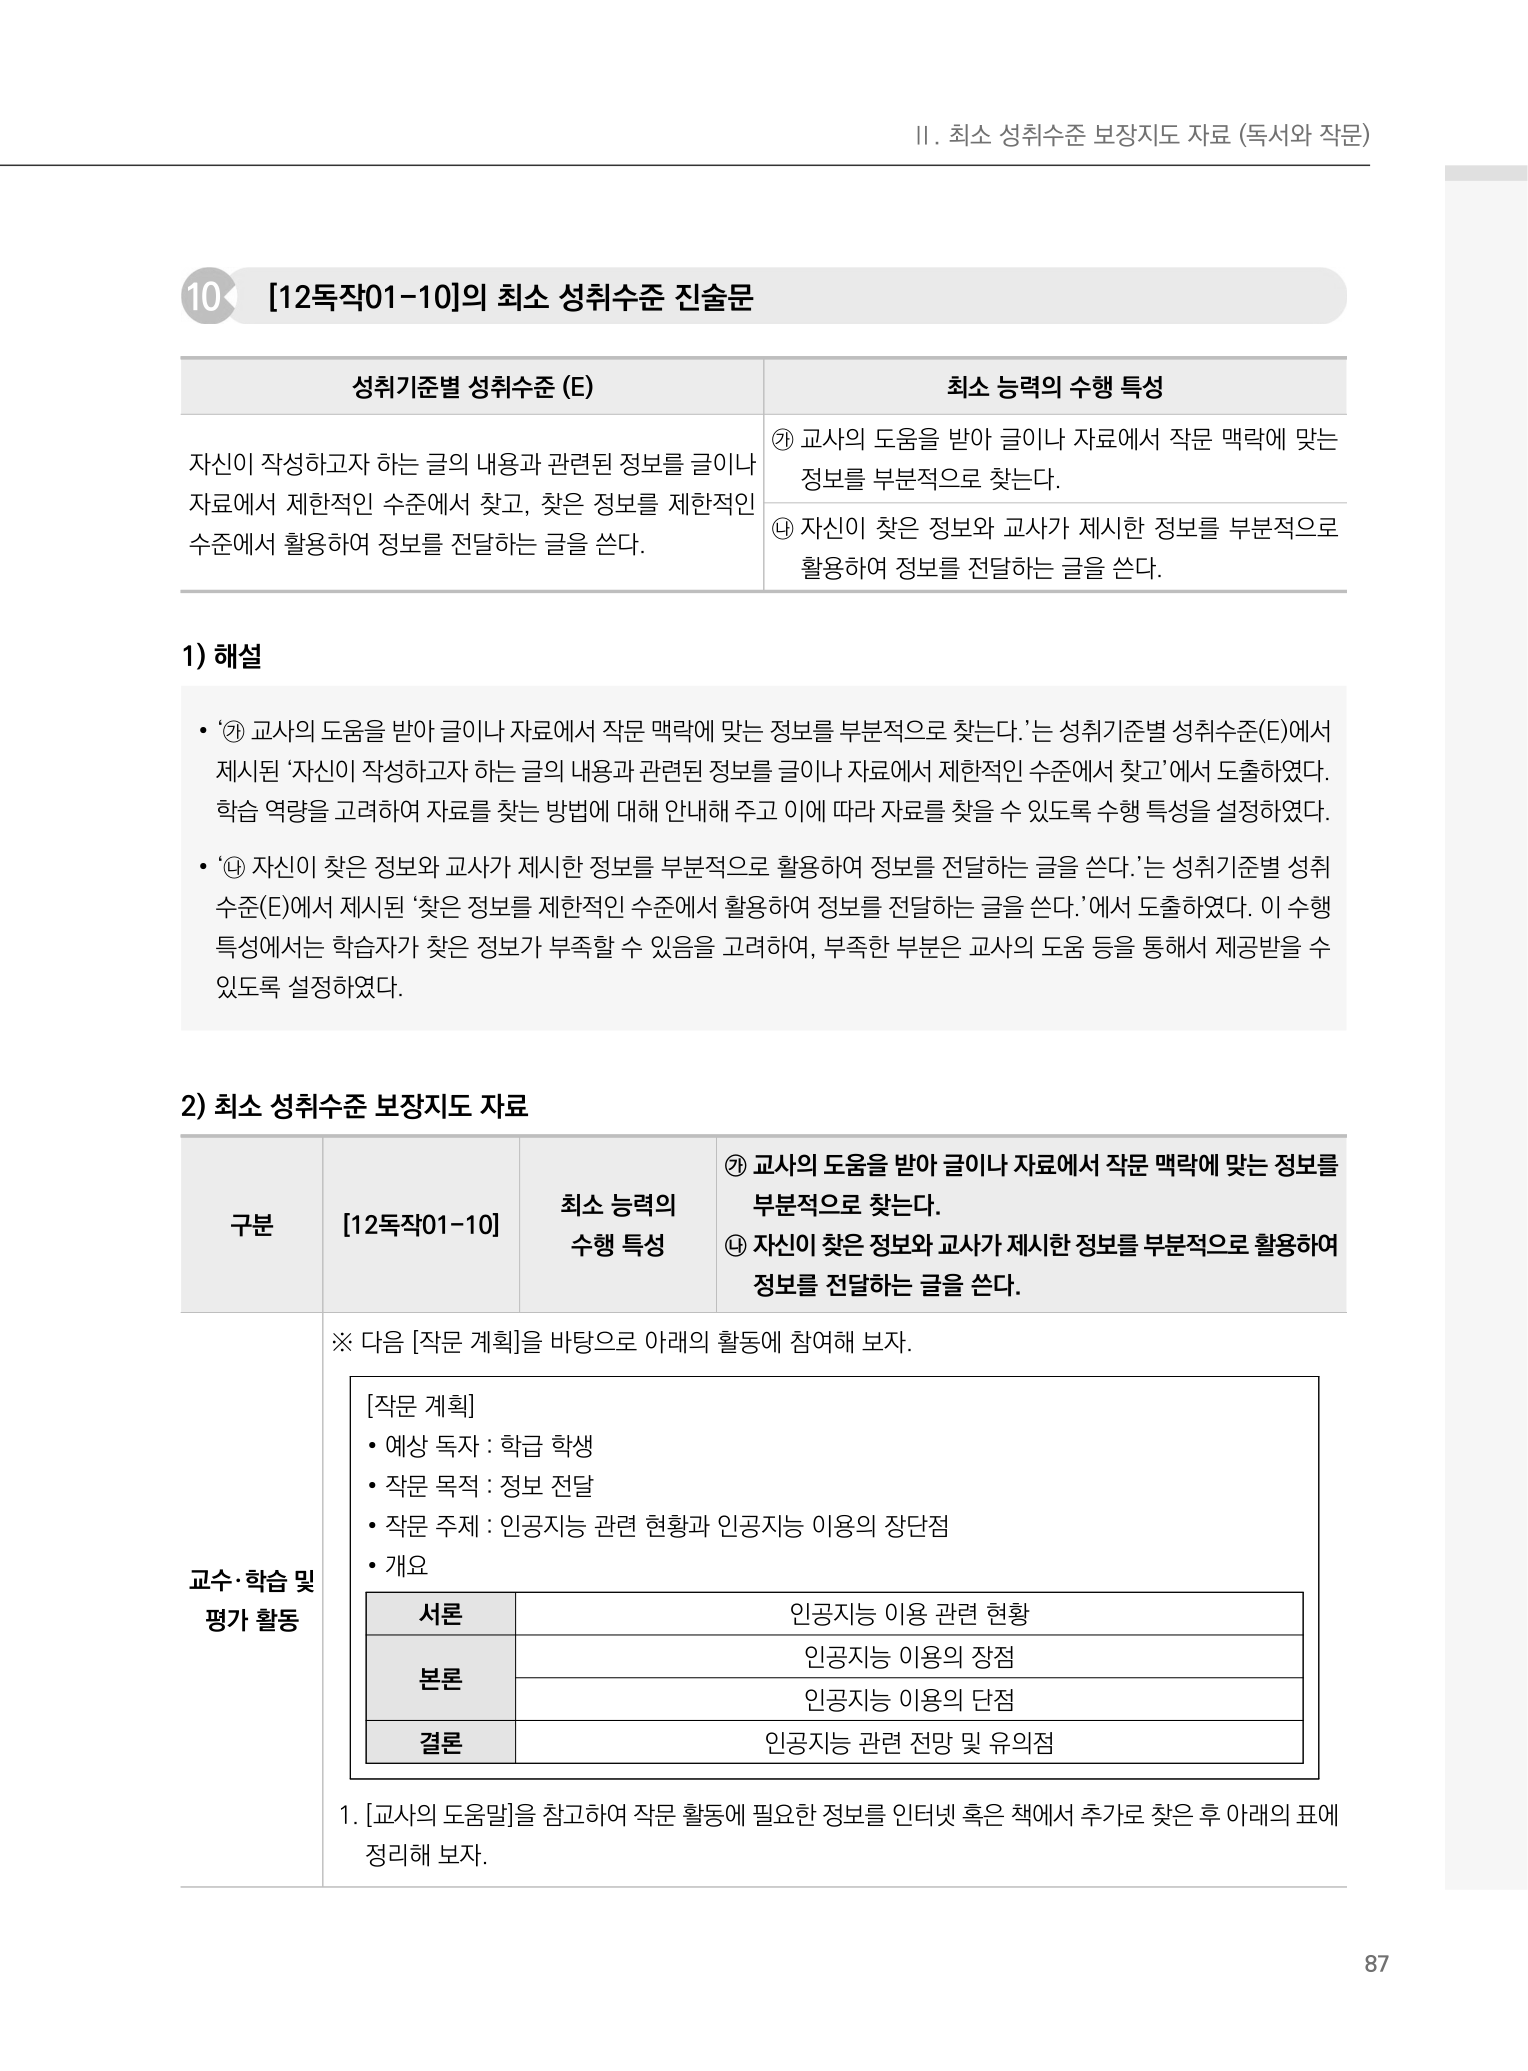 Ⅱ. 최소 성취수준 보장지도 자료 (독서와 작문)
10 [12독작01-10]의 최소 성취수준 진술문
성취기준별 성취수준 (E)
최소 능력의 수행 특성
자신이 작성하고자 하는 글의 내용과 관련된 정보를 글이나
자료에서 제한적인 수준에서 찾고, 찾은 정보를 제한적인
수준에서 활용하여 정보를 전달하는 글을 쓴다.
㉮ 교사의 도움을 받아 글이나 자료에서 작문 맥락에 맞는
정보를 부분적으로 찾는다.
㉯ 자신이 찾은 정보와 교사가 제시한 정보를 부분적으로
활용하여 정보를 전달하는 글을 쓴다.
1) 해설
• ‘㉮ 교사의 도움을 받아 글이나 자료에서 작문 맥락에 맞는 정보를 부분적으로 찾는다.’는 성취기준별 성취수준(E)에서
제시된 ‘자신이 작성하고자 하는 글의 내용과 관련된 정보를 글이나 자료에서 제한적인 수준에서 찾고’에서 도출하였다.
학습 역량을 고려하여 자료를 찾는 방법에 대해 안내해 주고 이에 따라 자료를 찾을 수 있도록 수행 특성을 설정하였다.
• ‘㉯ 자신이 찾은 정보와 교사가 제시한 정보를 부분적으로 활용하여 정보를 전달하는 글을 쓴다.’는 성취기준별 성취
수준(E)에서 제시된 ‘찾은 정보를 제한적인 수준에서 활용하여 정보를 전달하는 글을 쓴다.’에서 도출하였다. 이 수행
특성에서는 학습자가 찾은 정보가 부족할 수 있음을 고려하여, 부족한 부분은 교사의 도움 등을 통해서 제공받을 수
있도록 설정하였다.
2) 최소 성취수준 보장지도 자료
구분
[12독작01-10]
최소 능력의
수행 특성
㉮ 교사의 도움을 받아 글이나 자료에서 작문 맥락에 맞는 정보를
부분적으로 찾는다.
㉯ 자신이 찾은 정보와 교사가 제시한 정보를 부분적으로 활용하여
정보를 전달하는 글을 쓴다.
교수·학습 및
평가 활동
※ 다음 [작문 계획]을 바탕으로 아래의 활동에 참여해 보자.
[작문 계획]
• 예상 독자 : 학급 학생
• 작문 목적 : 정보 전달
• 작문 주제 : 인공지능 관련 현황과 인공지능 이용의 장단점
• 개요
서론
인공지능 이용 관련 현황
본론
인공지능 이용의 장점
인공지능 이용의 단점
결론
인공지능 관련 전망 및 유의점
1. [교사의 도움말]을 참고하여 작문 활동에 필요한 정보를 인터넷 혹은 책에서 추가로 찾은 후 아래의 표에
정리해 보자.
87